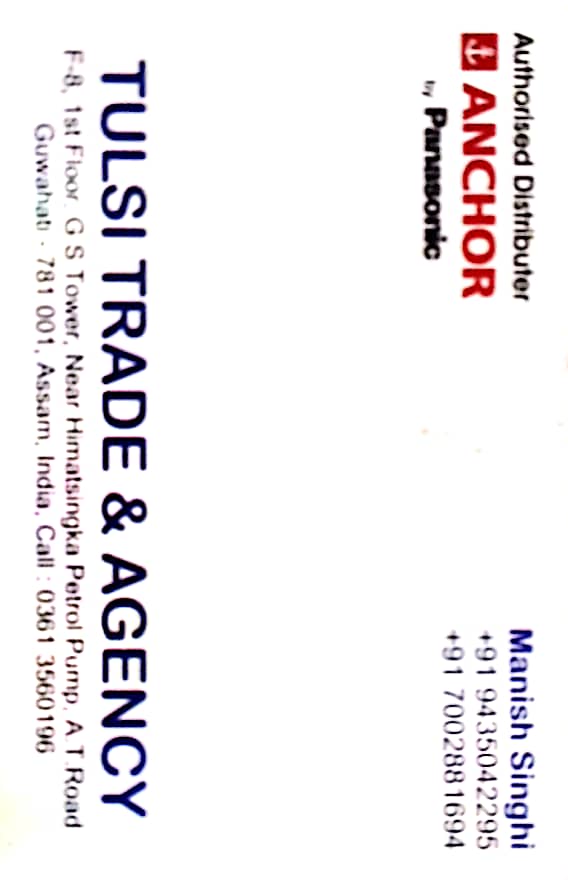 Authorised Distributer
ANCHOR
by Panasonic
Manish Singhi
+91 9435042295
+91 7002881694
TULSI TRADE & AGENCY
F-8, 1st Floor, G S Tower, Near Himatsingka Petrol Pump, A.T.Road
Guwahati - 781 001, Assam, India, Call : 0361 3560196